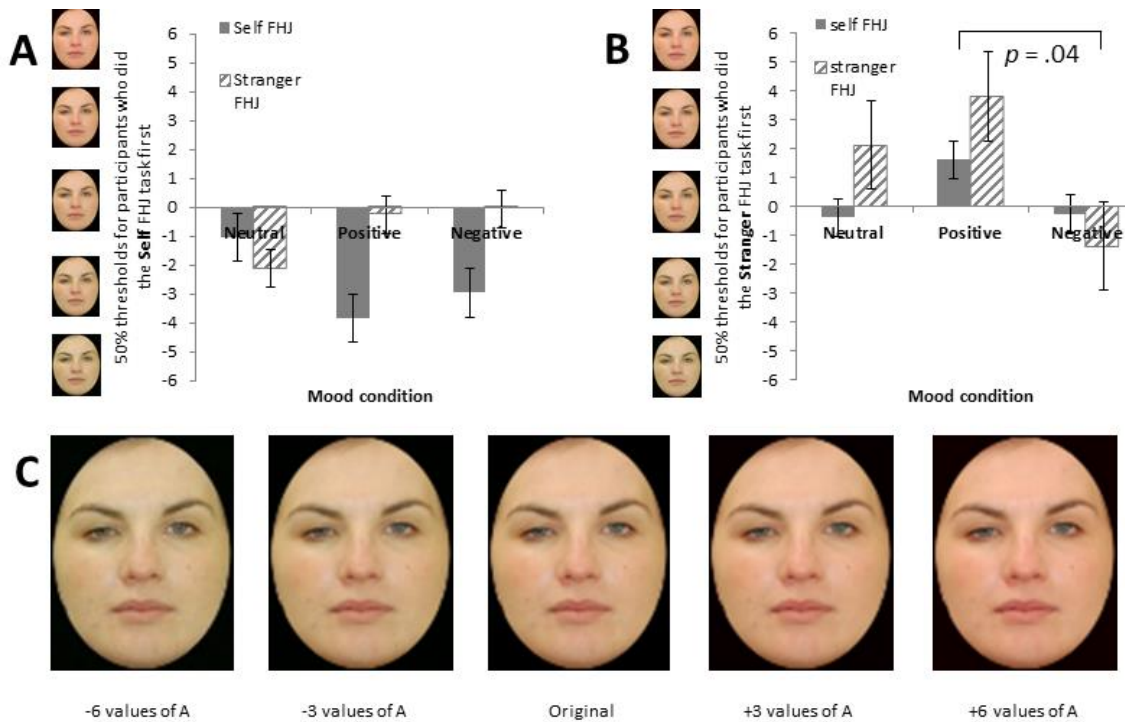 A
50% thresholds for participants who did
the Self FHJ task first
6
5
4
3
2
1
0
-1
-2
-3
-4
-5
-6
Self FHJ
Stranger
FHJ
Neutral
Positive
Negative
Mood condition
B
50% thresholds for participants who did
the Stranger FHJ task first
6
5
4
3
2
1
0
-1
-2
-3
-4
-5
-6
self FHJ
stranger
FHJ
p = .04
Neutral
Positive
Negative
Mood condition
C
-6 values of A
-3 values of A
Original
+3 values of A
+6 values of A